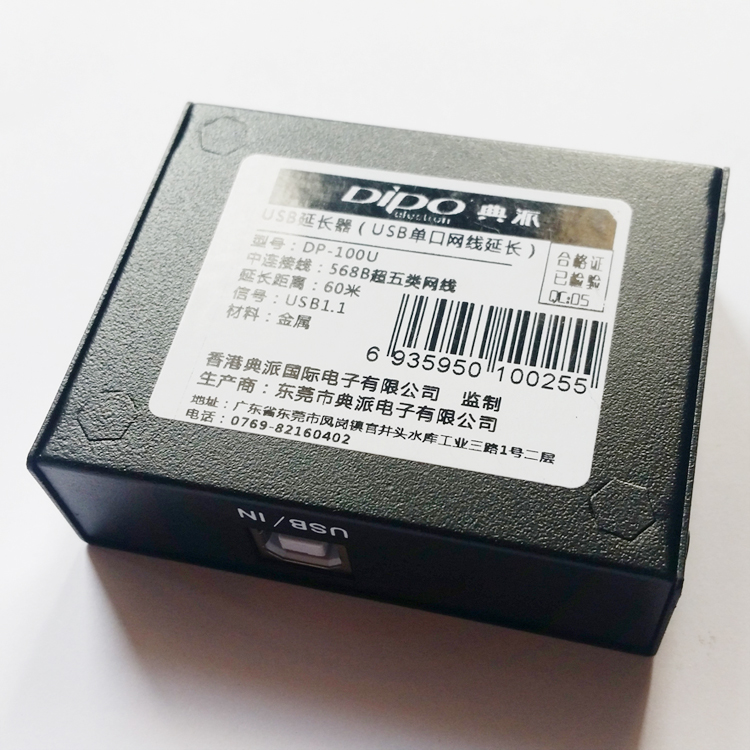 DiPO 典派
electron
USB延长器（USB单口网线延长）
型号：DP-100U
中连接线：568B超五类网线
延长距离：60米
信号：USB1.1
材料：金属
合格证
已检验
QC:05
6 935950 100255
香港典派国际电子有限公司 监制
生产商：东莞市典派电子有限公司
地址：广东省东莞市凤岗镇官井头水库工业三路1号二层
电话：0769-82160402
USB/IN